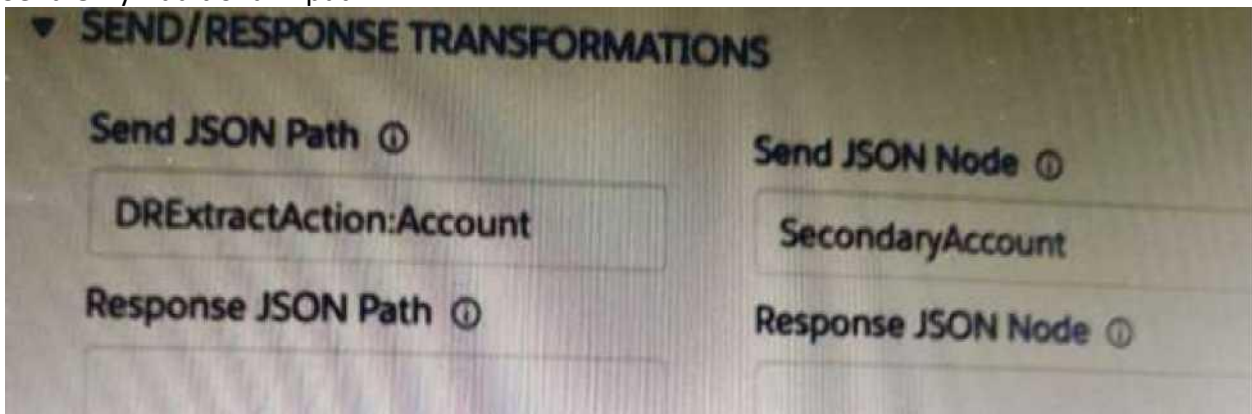 SEND/RESPONSE TRANSFORMATIONS
Send JSON Path
Send JSON Node
DRExtractAction:Account
SecondaryAccount
Response JSON Path
Response JSON Node